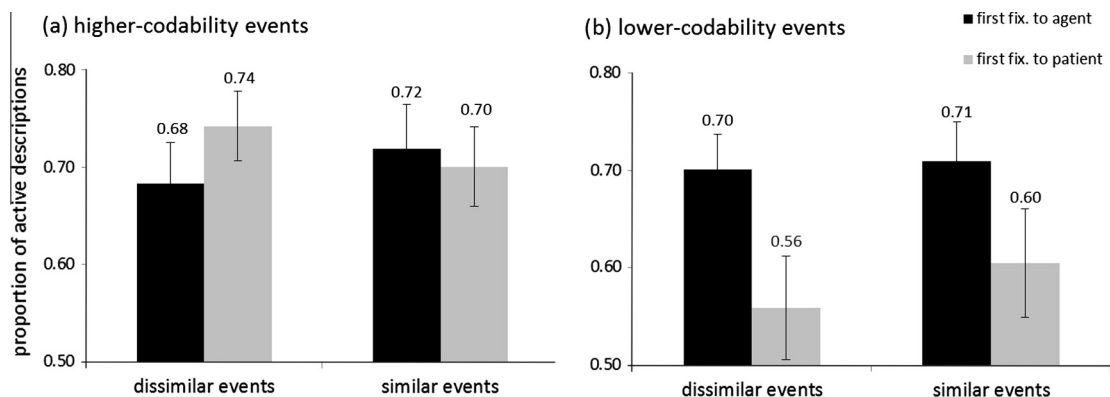 (a) higher-codability events
(b) lower-codability events
first fix. to agent
first fix. to patient
proportion of active descriptions
0.80
0.70
0.60
0.50
0.68
0.74
0.72
0.70
dissimilar events
similar events
0.80
0.70
0.60
0.50
0.70
0.56
0.71
0.60
dissimilar events
similar events